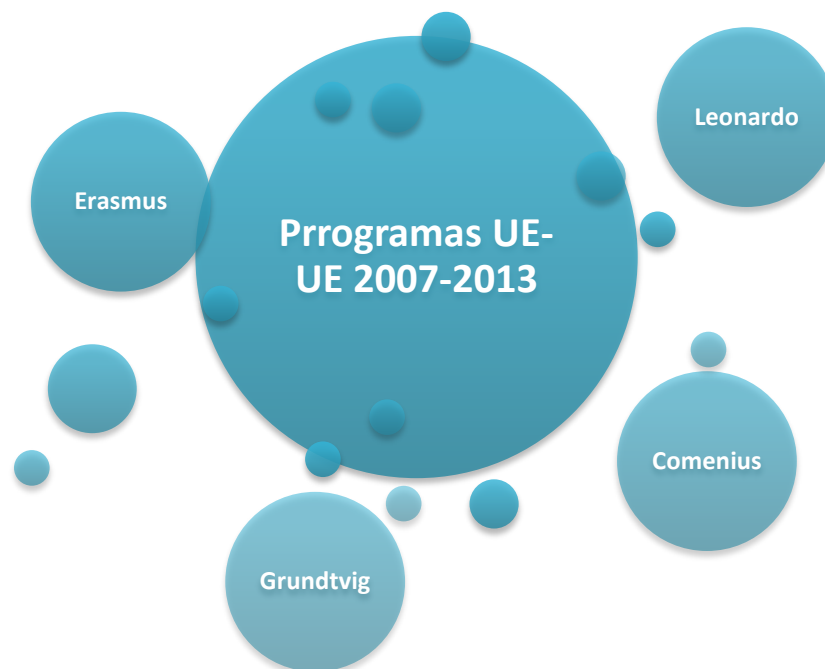 Leonardo
Erasmus
Prrogramas UE-
UE 2007-2013
Comenius
Grundtvig